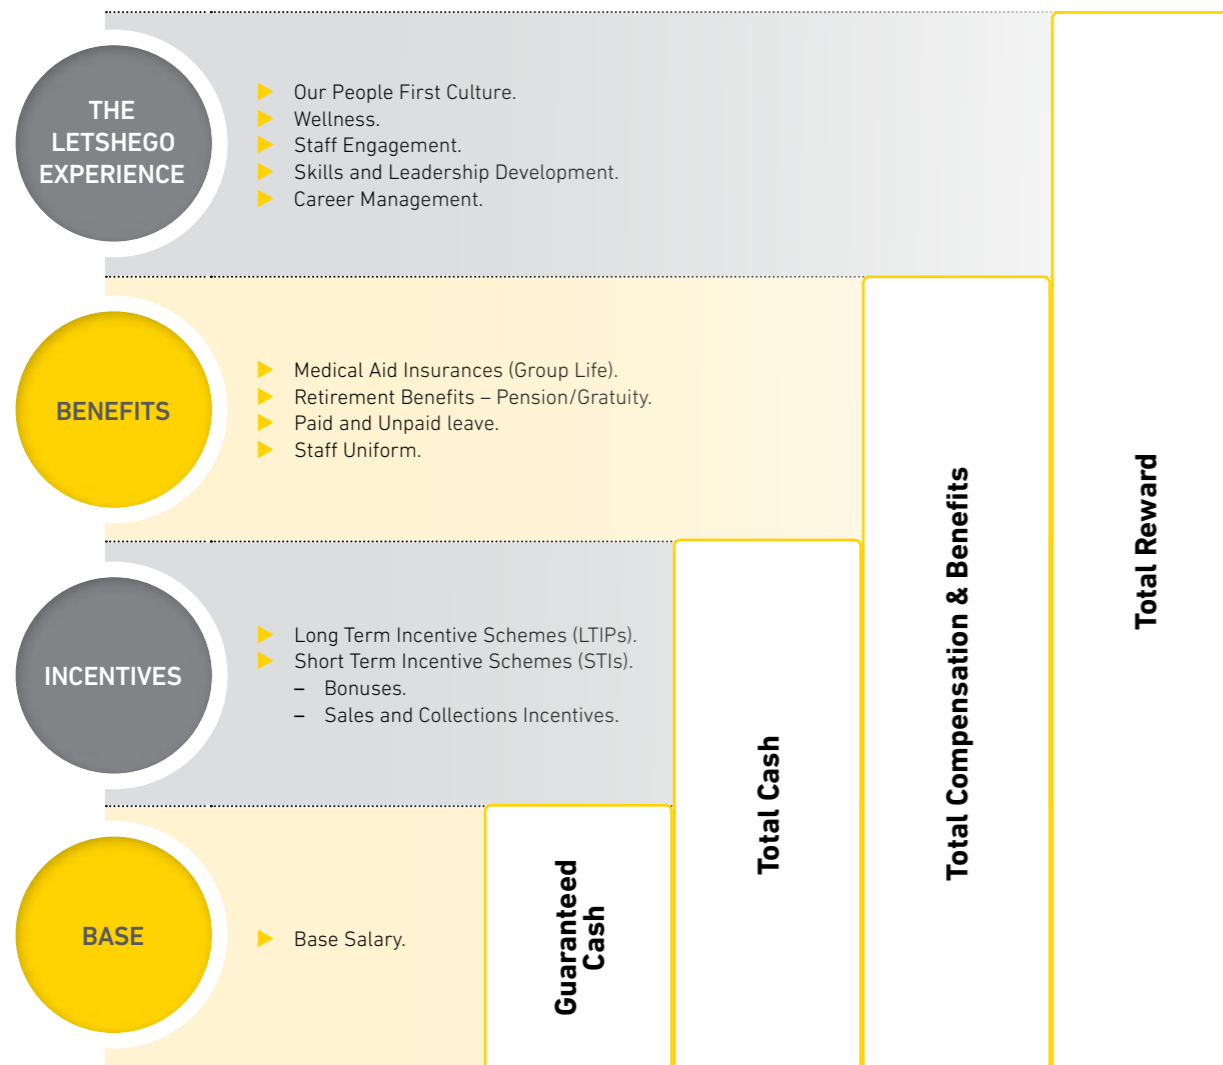 THE
LETSHEGO
EXPERIENCE
Our People First Culture.
Wellness.
Staff Engagement.
Skills and Leadership Development.
Career Management.
BENEFITS
Medical Aid Insurances (Group Life).
Retirement Benefits – Pension/Gratuity.
Paid and Unpaid leave.
Staff Uniform.
INCENTIVES
Long Term Incentive Schemes (LTIPs).
Short Term Incentive Schemes (STIs).
– Bonuses.
– Sales and Collections Incentives.
BASE
Base Salary.
Guaranteed
Cash
Total Cash
Total Compensation & Benefits
Total Reward